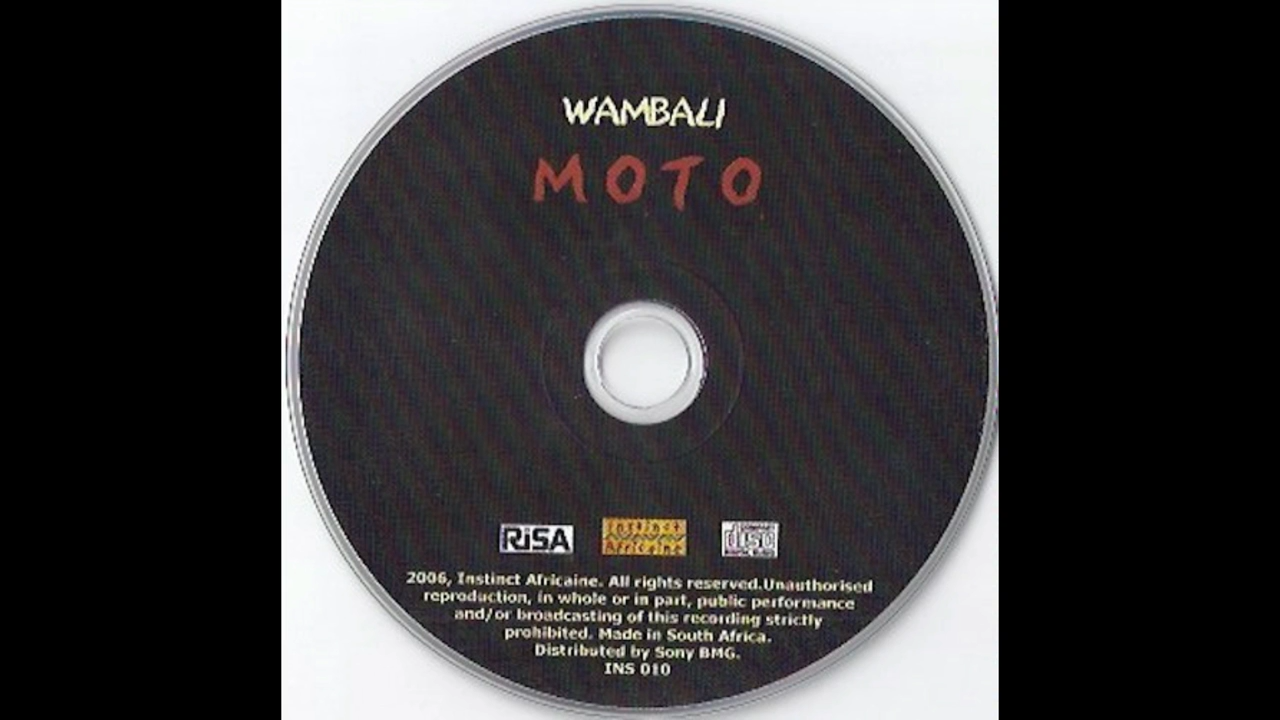 WAMBALI
MOTO
RiSA
Instinct
Africaine
disc
2006, Instinct Africaine. All rights reserved.Unauthorised
reproduction, in whole or in part, public performance
and/or broadcasting of this recording strictly
prohibited. Made in South Africa.
Distributed by Sony BMG.
INS 010